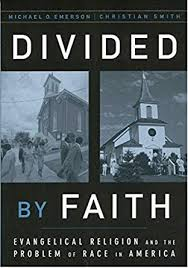 MICHAEL O. EMERSON | CHRISTIAN SMITH
DIVIDED
BY FAITH
EVANGELICAL RELIGION AND THE
PROBLEM OF RACE IN AMERICA